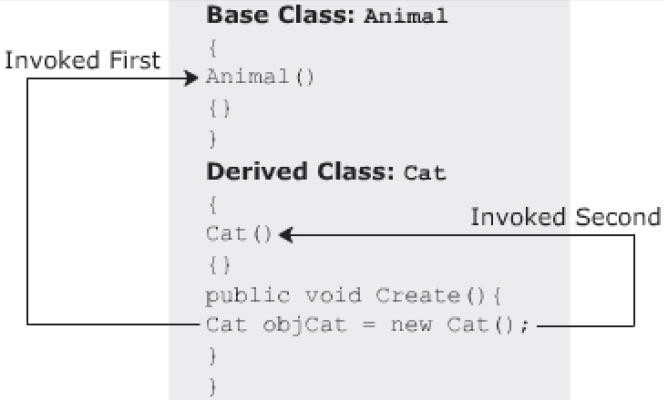 Base Class: Animal
{
Invoked First
Animal()
{}
}
Derived Class: Cat
{
Invoked Second
Cat()
{}
public void Create(){
Cat objCat = new Cat();
}
}